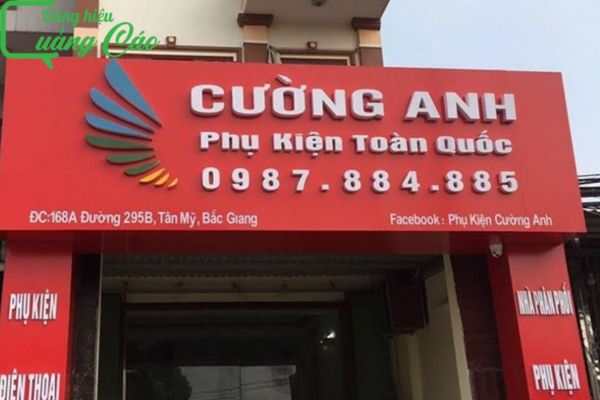 Bảng hiệu
Quảng Cáo
CƯỜNG ANH
Phụ Kiện Toàn Quốc
0987.884.885
ĐC:168A Đường 295B, Tân Mỹ, Bắc Giang
Facebook: Phụ Kiện Cường Anh
PHỤ KIỆN
ĐIỆN THOẠI
NHÀ PHÂN PHỐI
PHỤ KIỆN